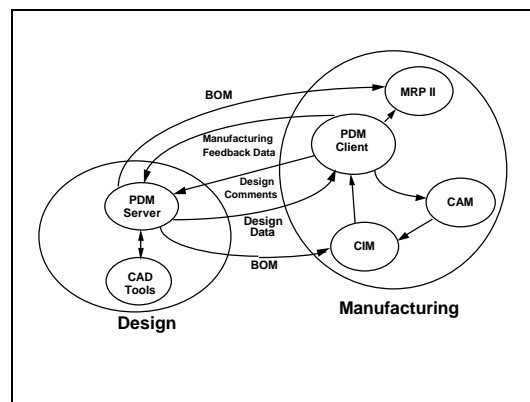 BOM
MRP II
Manufacturing
Feedback Data
PDM
Client
Design
Comments
PDM
Server
CAM
Design
Data
CIM
BOM
CAD
Tools
Design
Manufacturing